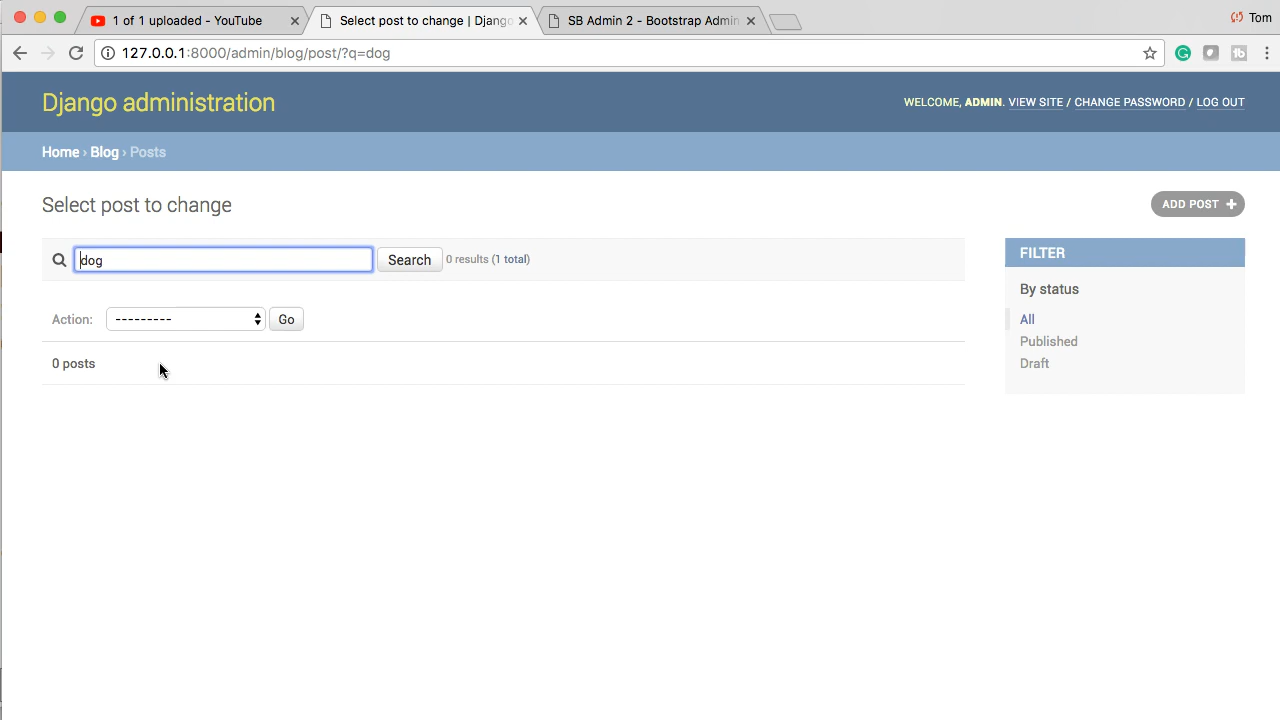 1 of 1 uploaded - YouTube
Select post to change | Django
SB Admin 2 - Bootstrap Admin
Tom
127.0.0.1:8000/admin/blog/post/?q=dog
Django administration
WELCOME, ADMIN. VIEW SITE / CHANGE PASSWORD / LOG OUT
Home › Blog › Posts
Select post to change
ADD POST +
dog
Search
0 results (1 total)
FILTER
By status
Action:
---------
Go
All
Published
0 posts
Draft